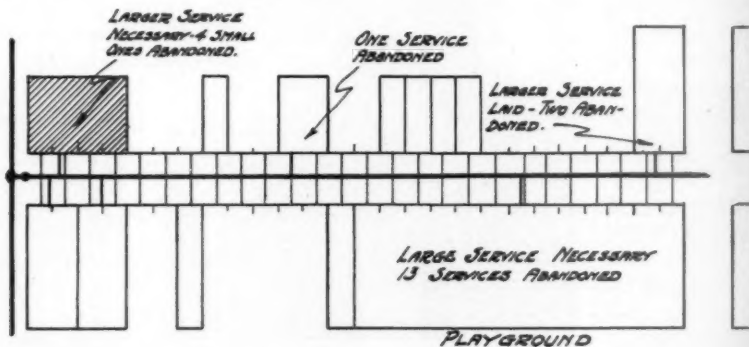 LARGER SERVICE
NECESSARY-4 SMALL
ONES ABANDONED.
ONE SERVICE
ABANDONED
LARGER SERVICE
LAID-TWO ABAN-
DONED.
LARGE SERVICE NECESSARY
13 SERVICES ABANDONED
PLAYGROUND